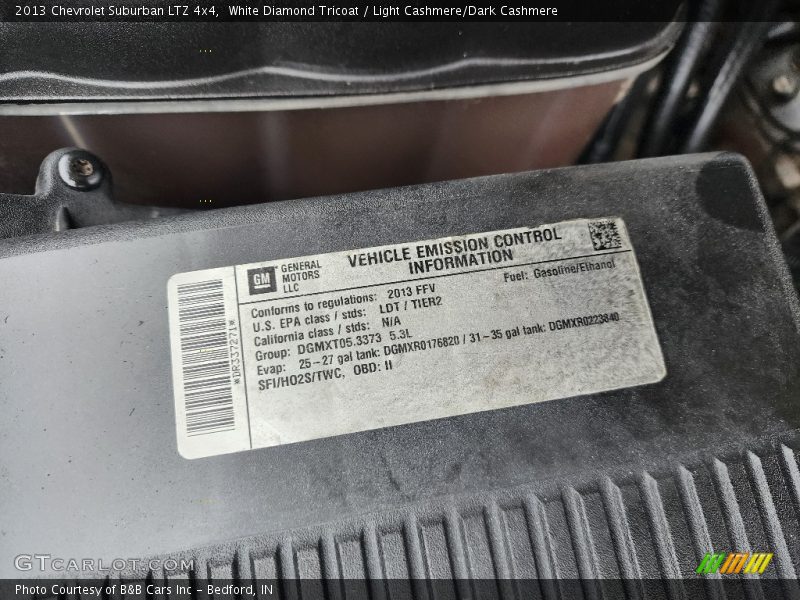 2013 Chevrolet Suburban LTZ 4x4, White Diamond Tricoat / Light Cashmere/Dark Cashmere
GM GENERAL MOTORS LLC
VEHICLE EMISSION CONTROL
INFORMATION
Conforms to regulations: 2013 FFV
Fuel: Gasoline/Ethanol
U.S. EPA class / stds: LDT / TIER2
California class / stds: N/A
Group: DGMXT05.3373 5.3L
Evap: 25-27 gal tank: DGMXR0176820 / 31-35 gal tank: DGMXR0223840
SFI/HO2S/TWC, OBD: II
*DR337271*
GTCARLOT.COM
Photo Courtesy of B&B Cars Inc - Bedford, IN